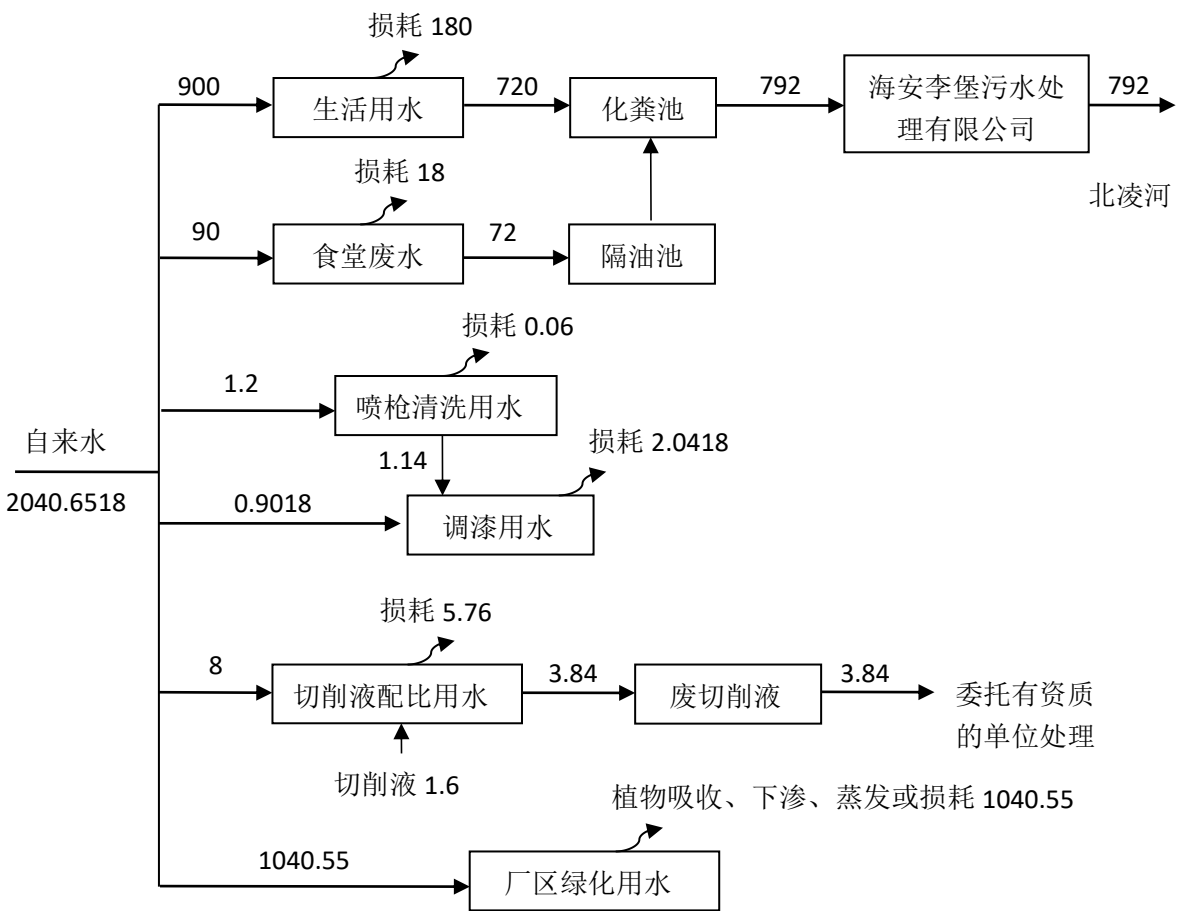 损耗 180
900
生活用水
720
化粪池
792
海安李堡污水处
理有限公司
792
北凌河
损耗 18
90
食堂废水
72
隔油池
损耗 0.06
1.2
喷枪清洗用水
自来水
2040.6518
1.14
损耗 2.0418
0.9018
调漆用水
损耗 5.76
8
切削液配比用水
3.84
废切削液
3.84
委托有资质
的单位处理
切削液 1.6
植物吸收、下渗、蒸发或损耗 1040.55
1040.55
厂区绿化用水